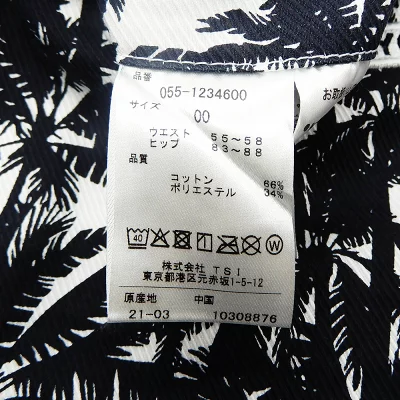 品番
055-1234600
サイズ
00
ウエスト 55～58
ヒップ 83～88
品質
コットン 66%
ポリエステル 34%
40
W
株式会社 TSI
東京都港区元赤坂1-5-12
原産地 中国
21-03 10308876
お取